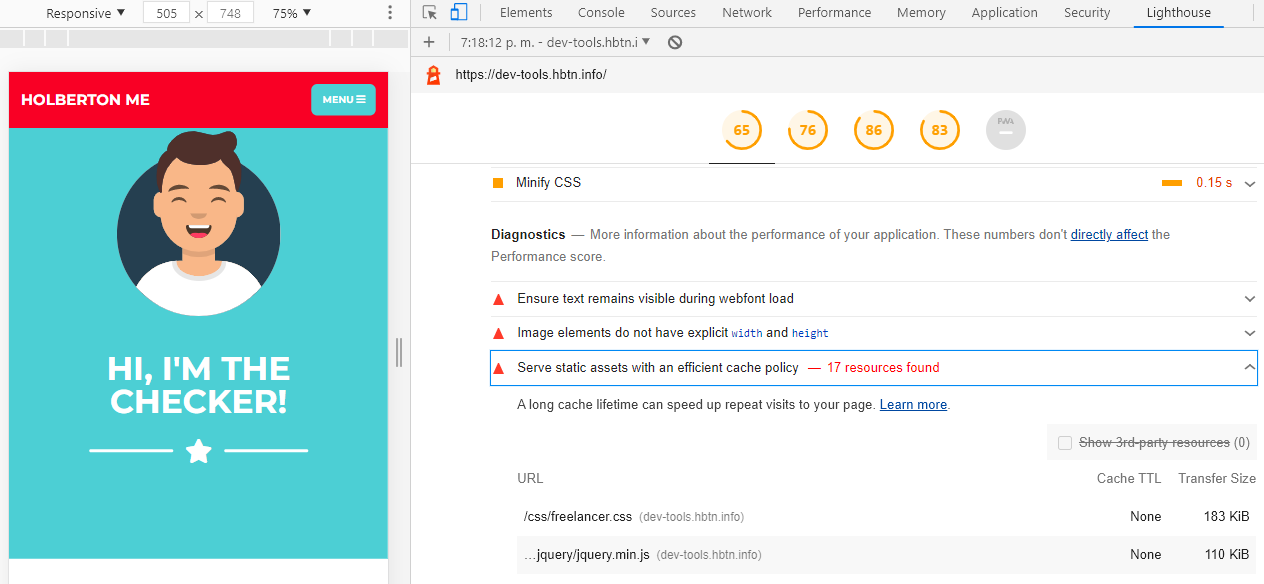 Responsive ▼ 505 × 748 75% ▼
Elements Console Sources Network Performance Memory Application Security Lighthouse
+ 7:18:12 p. m. - dev-tools.hbtn.i ▼
https://dev-tools.hbtn.info/
HOLBERTON ME
MENU
HI, I'M THE
CHECKER!
65 76 86 83 PWA
Minify CSS 0.15 s
Diagnostics — More information about the performance of your application. These numbers don't directly affect the
Performance score.
Ensure text remains visible during webfont load
Image elements do not have explicit width and height
Serve static assets with an efficient cache policy — 17 resources found
A long cache lifetime can speed up repeat visits to your page. Learn more.
Show 3rd-party resources (0)
URL Cache TTL Transfer Size
/css/freelancer.css (dev-tools.hbtn.info) None 183 KiB
…jquery/jquery.min.js (dev-tools.hbtn.info) None 110 KiB